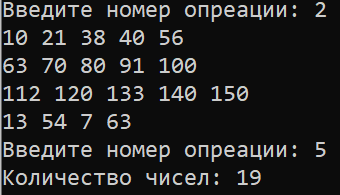 Введите номер опреации: 2
10 21 38 40 56
63 70 80 91 100
112 120 133 140 150
13 54 7 63
Введите номер опреации: 5
Количество чисел: 19